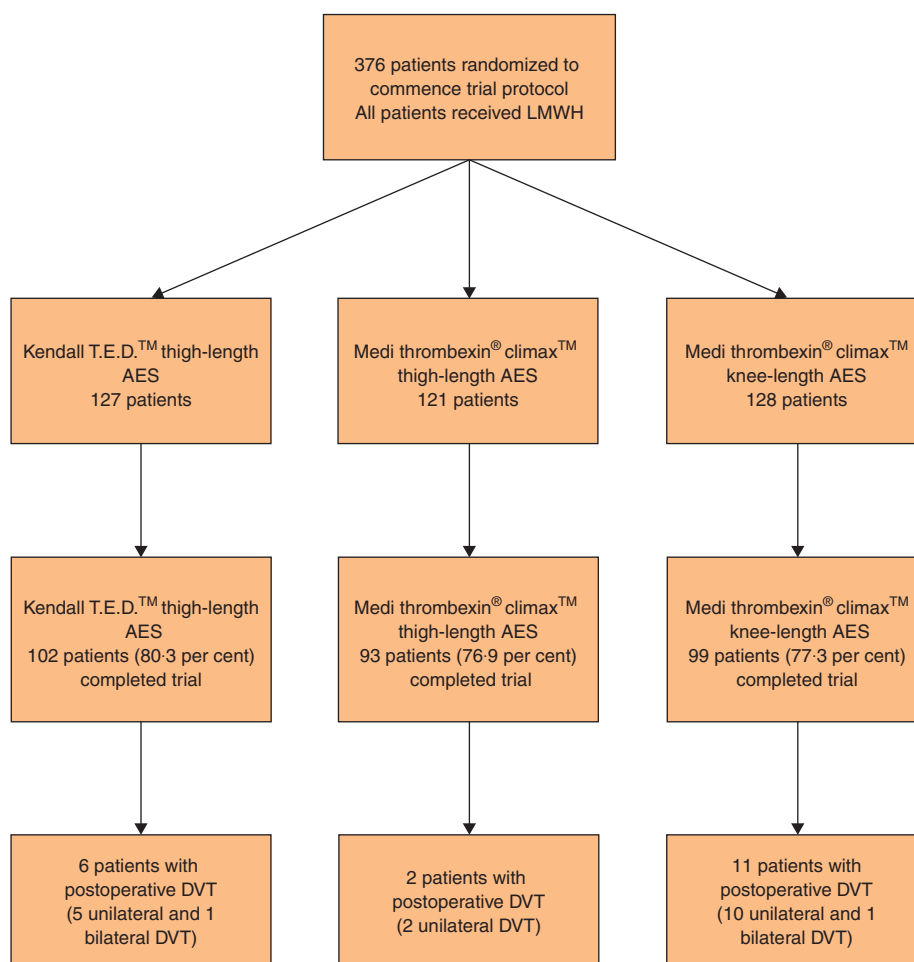 376 patients randomized to
commence trial protocol
All patients received LMWH
Kendall T.E.D.™ thigh-length
AES
127 patients
Medi thrombexin® climax™
thigh-length AES
121 patients
Medi thrombexin® climax™
knee-length AES
128 patients
Kendall T.E.D.™ thigh-length
AES
102 patients (80·3 per cent)
completed trial
Medi thrombexin® climax™
thigh-length AES
93 patients (76·9 per cent)
completed trial
Medi thrombexin® climax™
knee-length AES
99 patients (77·3 per cent)
completed trial
6 patients with
postoperative DVT
(5 unilateral and 1
bilateral DVT)
2 patients with
postoperative DVT
(2 unilateral DVT)
11 patients with
postoperative DVT
(10 unilateral and 1
bilateral DVT)